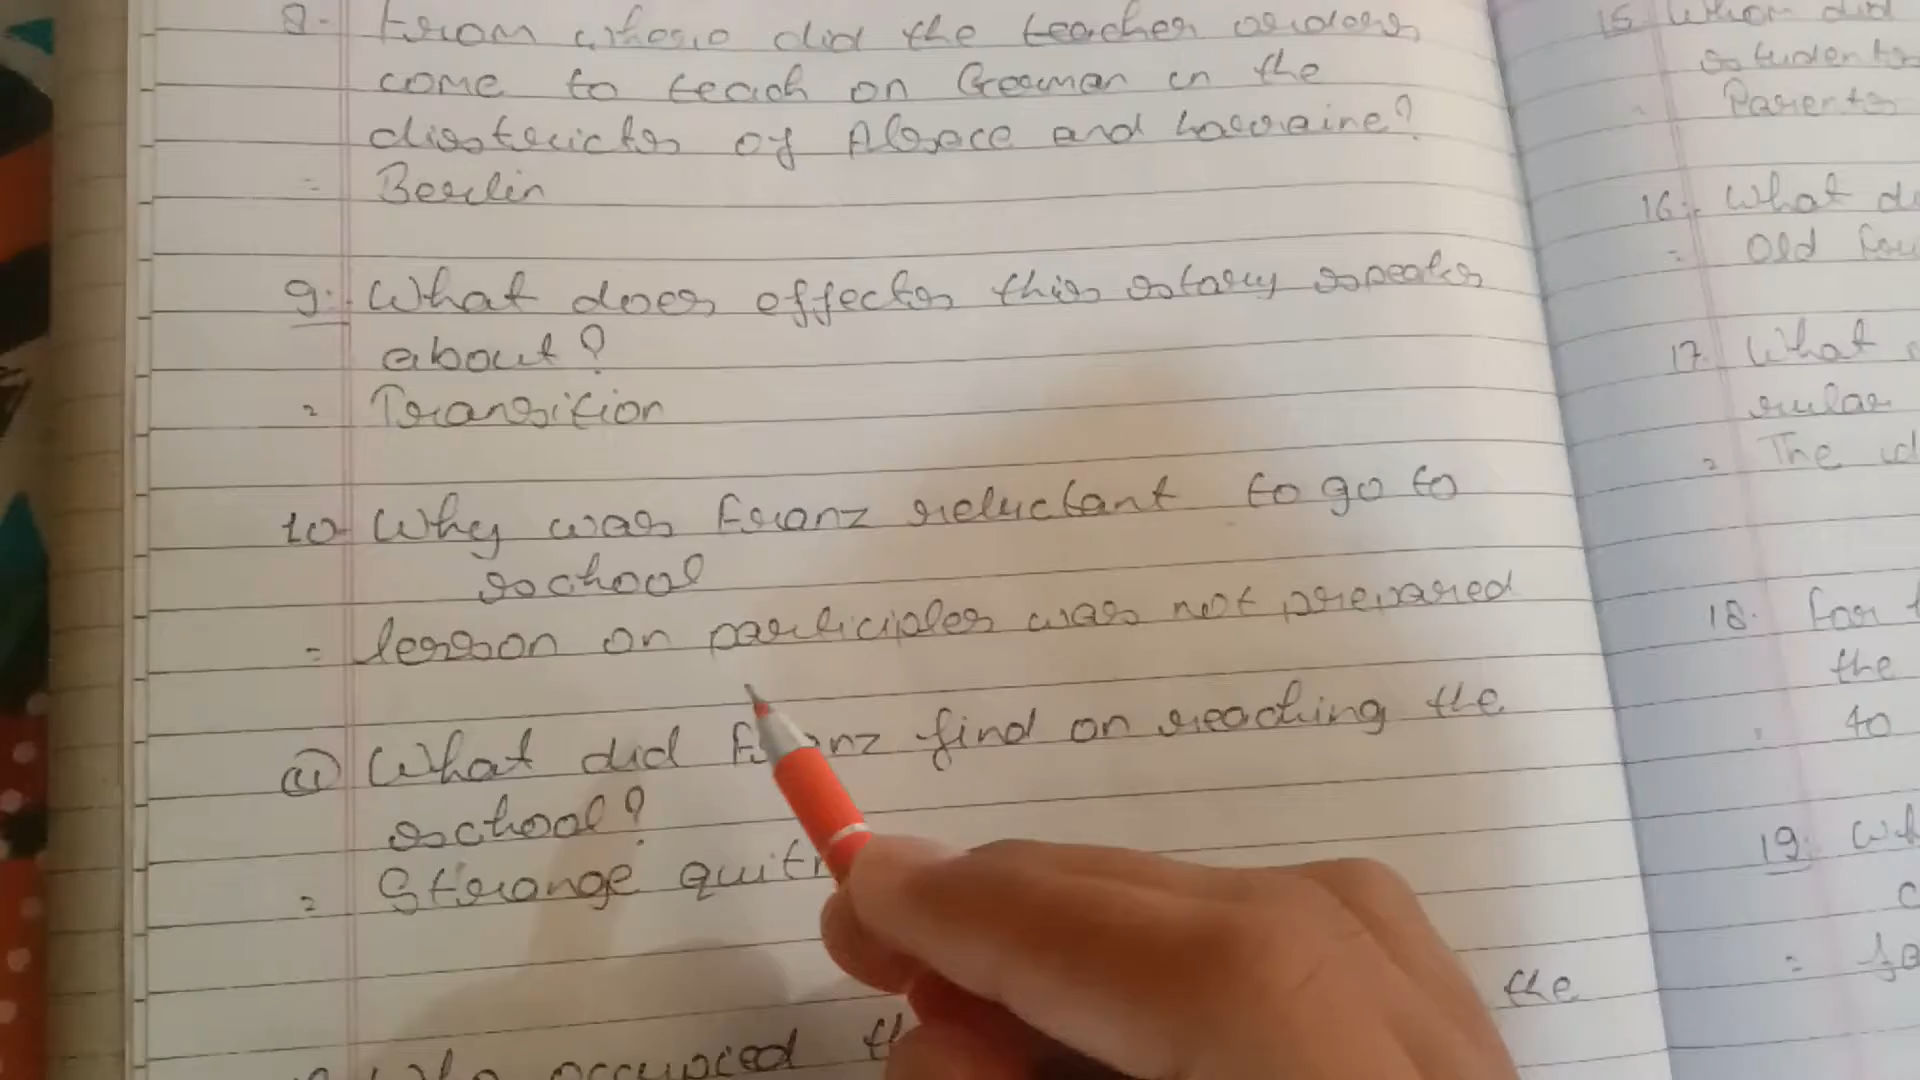 8. From where did the teacher orders
come to teach on German in the
districts of Alsace and Lorraine?
= Berlin
9. What does effects this story speaks
about?
= Transition
10. Why was Franz reluctant to go to
school
= lesson on participles was not prepared
11 What did Franz find on reaching the
school?
= Strange
occupied the
15. Whom did
students
Parents
16. What
= Old
17. What
rular
= The
18. For
the
40
19.
=